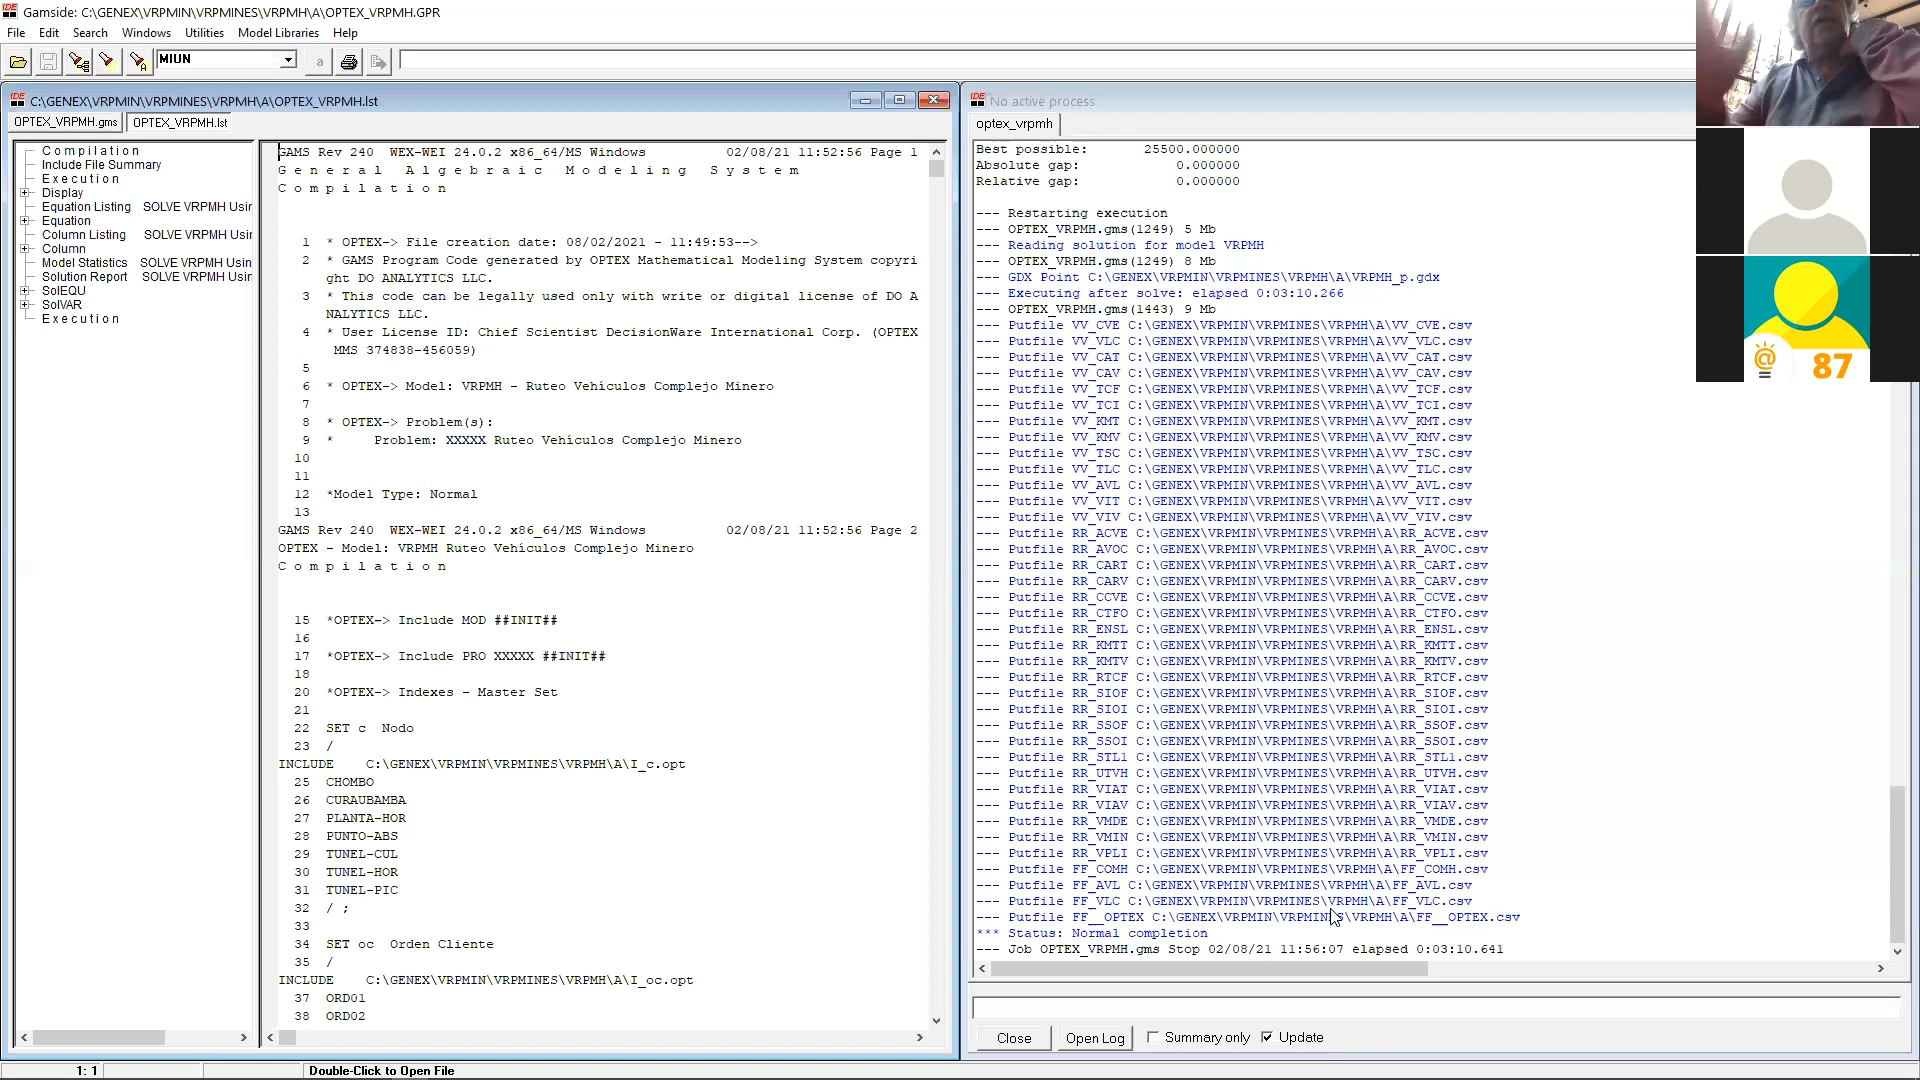 Gamside: C:\GENEX\VRPMIN\VRPMINES\VRPMH\A\OPTEX_VRPMH.GPR
File Edit Search Windows Utilities Model Libraries Help
MIUN
a
C:\GENEX\VRPMIN\VRPMINES\VRPMH\A\OPTEX_VRPMH.lst
OPTEX_VRPMH.gms OPTEX_VRPMH.lst
C o m p i l a t i o n
Include File Summary
E x e c u t i o n
Display
Equation Listing SOLVE VRPMH Usir
Equation
Column Listing SOLVE VRPMH Usir
Column
Model Statistics SOLVE VRPMH Usir
Solution Report SOLVE VRPMH Usir
SolEQU
SolVAR
E x e c u t i o n
GAMS Rev 240 WEX-WEI 24.0.2 x86_64/MS Windows 02/08/21 11:52:56 Page 1
G e n e r a l A l g e b r a i c M o d e l i n g S y s t e m
C o m p i l a t i o n
1 * OPTEX-> File creation date: 08/02/2021 - 11:49:53-->
2 * GAMS Program Code generated by OPTEX Mathematical Modeling System copyri
ght DO ANALYTICS LLC.
3 * This code can be legally used only with write or digital license of DO A
NALYTICS LLC.
4 * User License ID: Chief Scientist DecisionWare International Corp. (OPTEX
MMS 374838-456059)
5
6 * OPTEX-> Model: VRPMH - Ruteo Vehículos Complejo Minero
7
8 * OPTEX-> Problem(s):
9 * Problem: XXXXX Ruteo Vehículos Complejo Minero
10
11
12 *Model Type: Normal
13
GAMS Rev 240 WEX-WEI 24.0.2 x86_64/MS Windows 02/08/21 11:52:56 Page 2
OPTEX - Model: VRPMH Ruteo Vehículos Complejo Minero
C o m p i l a t i o n
15 *OPTEX-> Include MOD ##INIT##
16
17 *OPTEX-> Include PRO XXXXX ##INIT##
18
20 *OPTEX-> Indexes - Master Set
21
22 SET c Nodo
23 /
INCLUDE C:\GENEX\VRPMIN\VRPMINES\VRPMH\A\I_c.opt
25 CHOMBO
26 CURAUBAMBA
27 PLANTA-HOR
28 PUNTO-ABS
29 TUNEL-CUL
30 TUNEL-HOR
31 TUNEL-PIC
32 / ;
33
34 SET oc Orden Cliente
35 /
INCLUDE C:\GENEX\VRPMIN\VRPMINES\VRPMH\A\I_oc.opt
37 ORD01
38 ORD02
No active process
optex_vrpmh
Best possible: 25500.000000
Absolute gap: 0.000000
Relative gap: 0.000000
--- Restarting execution
--- OPTEX_VRPMH.gms(1249) 5 Mb
--- Reading solution for model VRPMH
--- OPTEX_VRPMH.gms(1249) 8 Mb
--- GDX Point C:\GENEX\VRPMIN\VRPMINES\VRPMH\A\VRPMH_p.gdx
--- Executing after solve: elapsed 0:03:10.266
--- OPTEX_VRPMH.gms(1443) 9 Mb
--- Putfile VV_CVE C:\GENEX\VRPMIN\VRPMINES\VRPMH\A\VV_CVE.csv
--- Putfile VV_VLC C:\GENEX\VRPMIN\VRPMINES\VRPMH\A\VV_VLC.csv
--- Putfile VV_CAT C:\GENEX\VRPMIN\VRPMINES\VRPMH\A\VV_CAT.csv
--- Putfile VV_CAV C:\GENEX\VRPMIN\VRPMINES\VRPMH\A\VV_CAV.csv
--- Putfile VV_TCF C:\GENEX\VRPMIN\VRPMINES\VRPMH\A\VV_TCF.csv
--- Putfile VV_TCI C:\GENEX\VRPMIN\VRPMINES\VRPMH\A\VV_TCI.csv
--- Putfile VV_KMT C:\GENEX\VRPMIN\VRPMINES\VRPMH\A\VV_KMT.csv
--- Putfile VV_KMV C:\GENEX\VRPMIN\VRPMINES\VRPMH\A\VV_KMV.csv
--- Putfile VV_TSC C:\GENEX\VRPMIN\VRPMINES\VRPMH\A\VV_TSC.csv
--- Putfile VV_TLC C:\GENEX\VRPMIN\VRPMINES\VRPMH\A\VV_TLC.csv
--- Putfile VV_AVL C:\GENEX\VRPMIN\VRPMINES\VRPMH\A\VV_AVL.csv
--- Putfile VV_VIT C:\GENEX\VRPMIN\VRPMINES\VRPMH\A\VV_VIT.csv
--- Putfile VV_VIV C:\GENEX\VRPMIN\VRPMINES\VRPMH\A\VV_VIV.csv
--- Putfile RR_ACVE C:\GENEX\VRPMIN\VRPMINES\VRPMH\A\RR_ACVE.csv
--- Putfile RR_AVOC C:\GENEX\VRPMIN\VRPMINES\VRPMH\A\RR_AVOC.csv
--- Putfile RR_CART C:\GENEX\VRPMIN\VRPMINES\VRPMH\A\RR_CART.csv
--- Putfile RR_CARV C:\GENEX\VRPMIN\VRPMINES\VRPMH\A\RR_CARV.csv
--- Putfile RR_CCVE C:\GENEX\VRPMIN\VRPMINES\VRPMH\A\RR_CCVE.csv
--- Putfile RR_CTFO C:\GENEX\VRPMIN\VRPMINES\VRPMH\A\RR_CTFO.csv
--- Putfile RR_ENSL C:\GENEX\VRPMIN\VRPMINES\VRPMH\A\RR_ENSL.csv
--- Putfile RR_KMTT C:\GENEX\VRPMIN\VRPMINES\VRPMH\A\RR_KMTT.csv
--- Putfile RR_KMTV C:\GENEX\VRPMIN\VRPMINES\VRPMH\A\RR_KMTV.csv
--- Putfile RR_RTCF C:\GENEX\VRPMIN\VRPMINES\VRPMH\A\RR_RTCF.csv
--- Putfile RR_SIOF C:\GENEX\VRPMIN\VRPMINES\VRPMH\A\RR_SIOF.csv
--- Putfile RR_SIOI C:\GENEX\VRPMIN\VRPMINES\VRPMH\A\RR_SIOI.csv
--- Putfile RR_SSOF C:\GENEX\VRPMIN\VRPMINES\VRPMH\A\RR_SSOF.csv
--- Putfile RR_SSOI C:\GENEX\VRPMIN\VRPMINES\VRPMH\A\RR_SSOI.csv
--- Putfile RR_STL1 C:\GENEX\VRPMIN\VRPMINES\VRPMH\A\RR_STL1.csv
--- Putfile RR_UTVH C:\GENEX\VRPMIN\VRPMINES\VRPMH\A\RR_UTVH.csv
--- Putfile RR_VIAT C:\GENEX\VRPMIN\VRPMINES\VRPMH\A\RR_VIAT.csv
--- Putfile RR_VIAV C:\GENEX\VRPMIN\VRPMINES\VRPMH\A\RR_VIAV.csv
--- Putfile RR_VMDE C:\GENEX\VRPMIN\VRPMINES\VRPMH\A\RR_VMDE.csv
--- Putfile RR_VMIN C:\GENEX\VRPMIN\VRPMINES\VRPMH\A\RR_VMIN.csv
--- Putfile RR_VPLI C:\GENEX\VRPMIN\VRPMINES\VRPMH\A\RR_VPLI.csv
--- Putfile FF_COMH C:\GENEX\VRPMIN\VRPMINES\VRPMH\A\FF_COMH.csv
--- Putfile FF_AVL C:\GENEX\VRPMIN\VRPMINES\VRPMH\A\FF_AVL.csv
--- Putfile FF_VLC C:\GENEX\VRPMIN\VRPMINES\VRPMH\A\FF_VLC.csv
--- Putfile FF__OPTEX C:\GENEX\VRPMIN\VRPMINES\VRPMH\A\FF__OPTEX.csv
*** Status: Normal completion
--- Job OPTEX_VRPMH.gms Stop 02/08/21 11:56:07 elapsed 0:03:10.641
Close Open Log Summary only Update
1: 1 Double-Click to Open File
@ 87